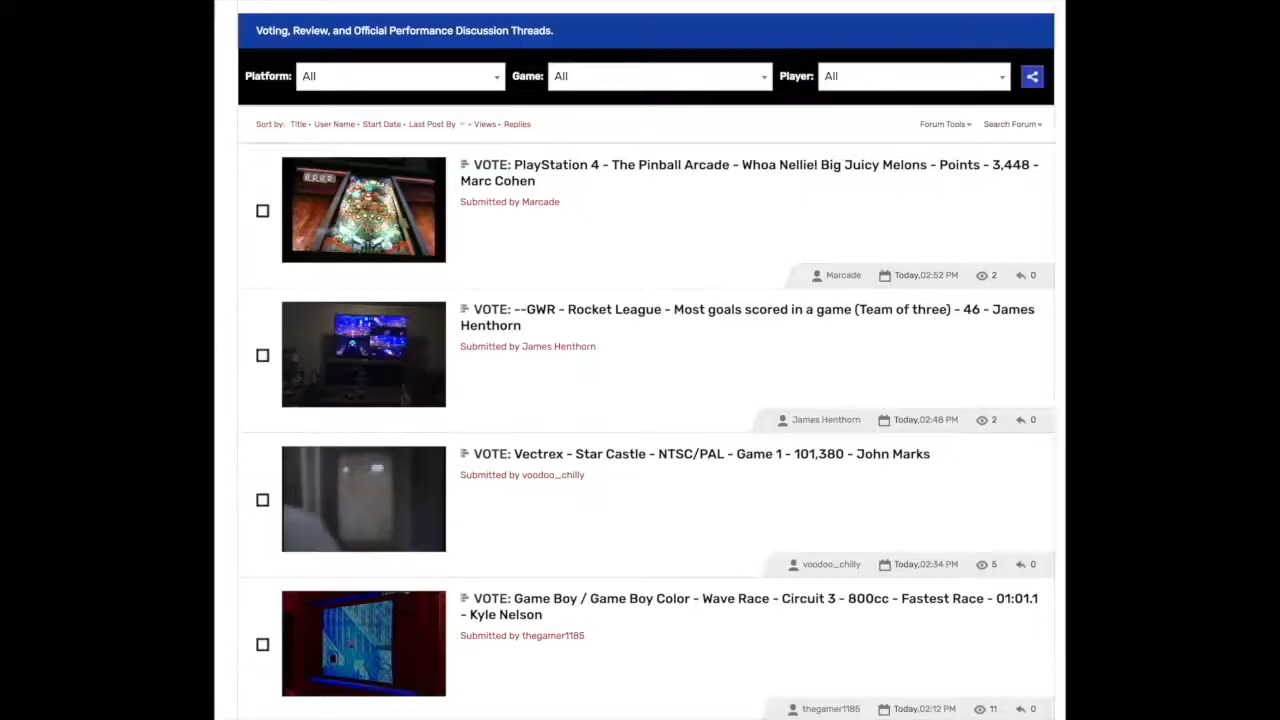 Voting, Review, and Official Performance Discussion Threads.
Platform: All Game: All Player: All
Sort by: Title • User Name • Start Date • Last Post By • Views • Replies Forum Tools Search Forum
VOTE: PlayStation 4 - The Pinball Arcade - Whoa Nellie! Big Juicy Melons - Points - 3,448 -
Marc Cohen
Submitted by Marcade
Marcade Today,02:52 PM 2 0
VOTE: --GWR - Rocket League - Most goals scored in a game (Team of three) - 46 - James
Henthorn
Submitted by James Henthorn
James Henthorn Today,02:48 PM 2 0
VOTE: Vectrex - Star Castle - NTSC/PAL - Game 1 - 101,380 - John Marks
Submitted by voodoo_chilly
voodoo_chilly Today,02:34 PM 5 0
VOTE: Game Boy / Game Boy Color - Wave Race - Circuit 3 - 800cc - Fastest Race - 01:01.1
- Kyle Nelson
Submitted by thegamer1185
thegamer1185 Today,02:12 PM 11 0